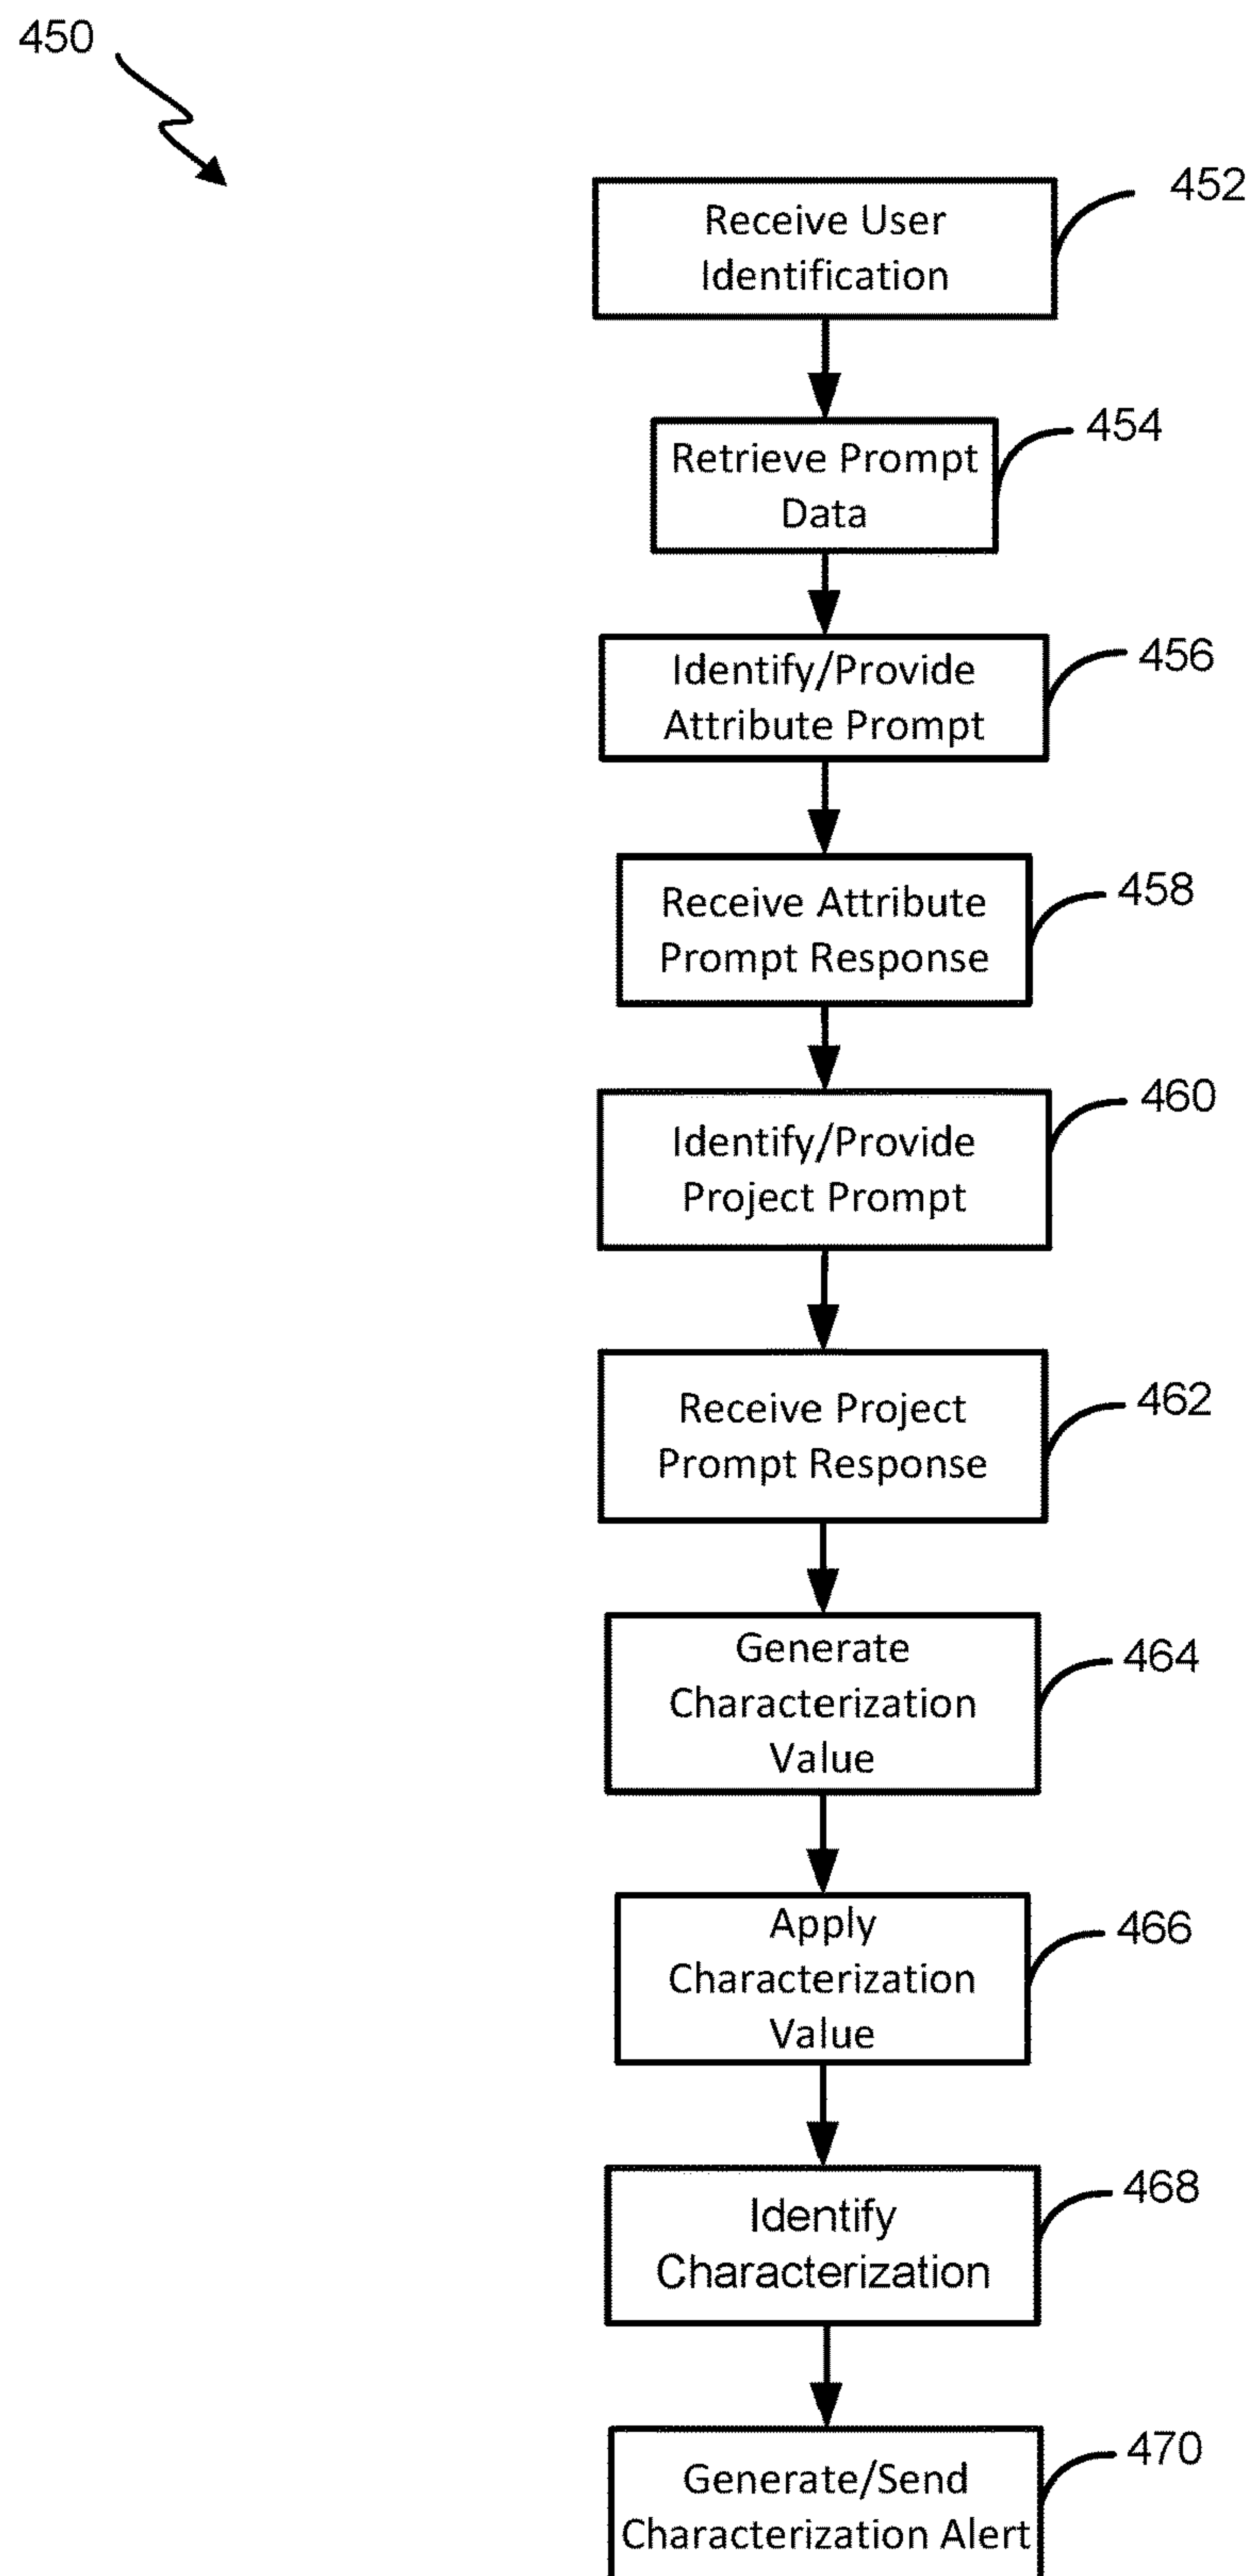 450
Receive User
Identification
452
Retrieve Prompt
Data
454
Identify/Provide
Attribute Prompt
456
Receive Attribute
Prompt Response
458
Identify/Provide
Project Prompt
460
Receive Project
Prompt Response
462
Generate
Characterization
Value
464
Apply
Characterization
Value
466
Identify
Characterization
468
Generate/Send
Characterization Alert
470